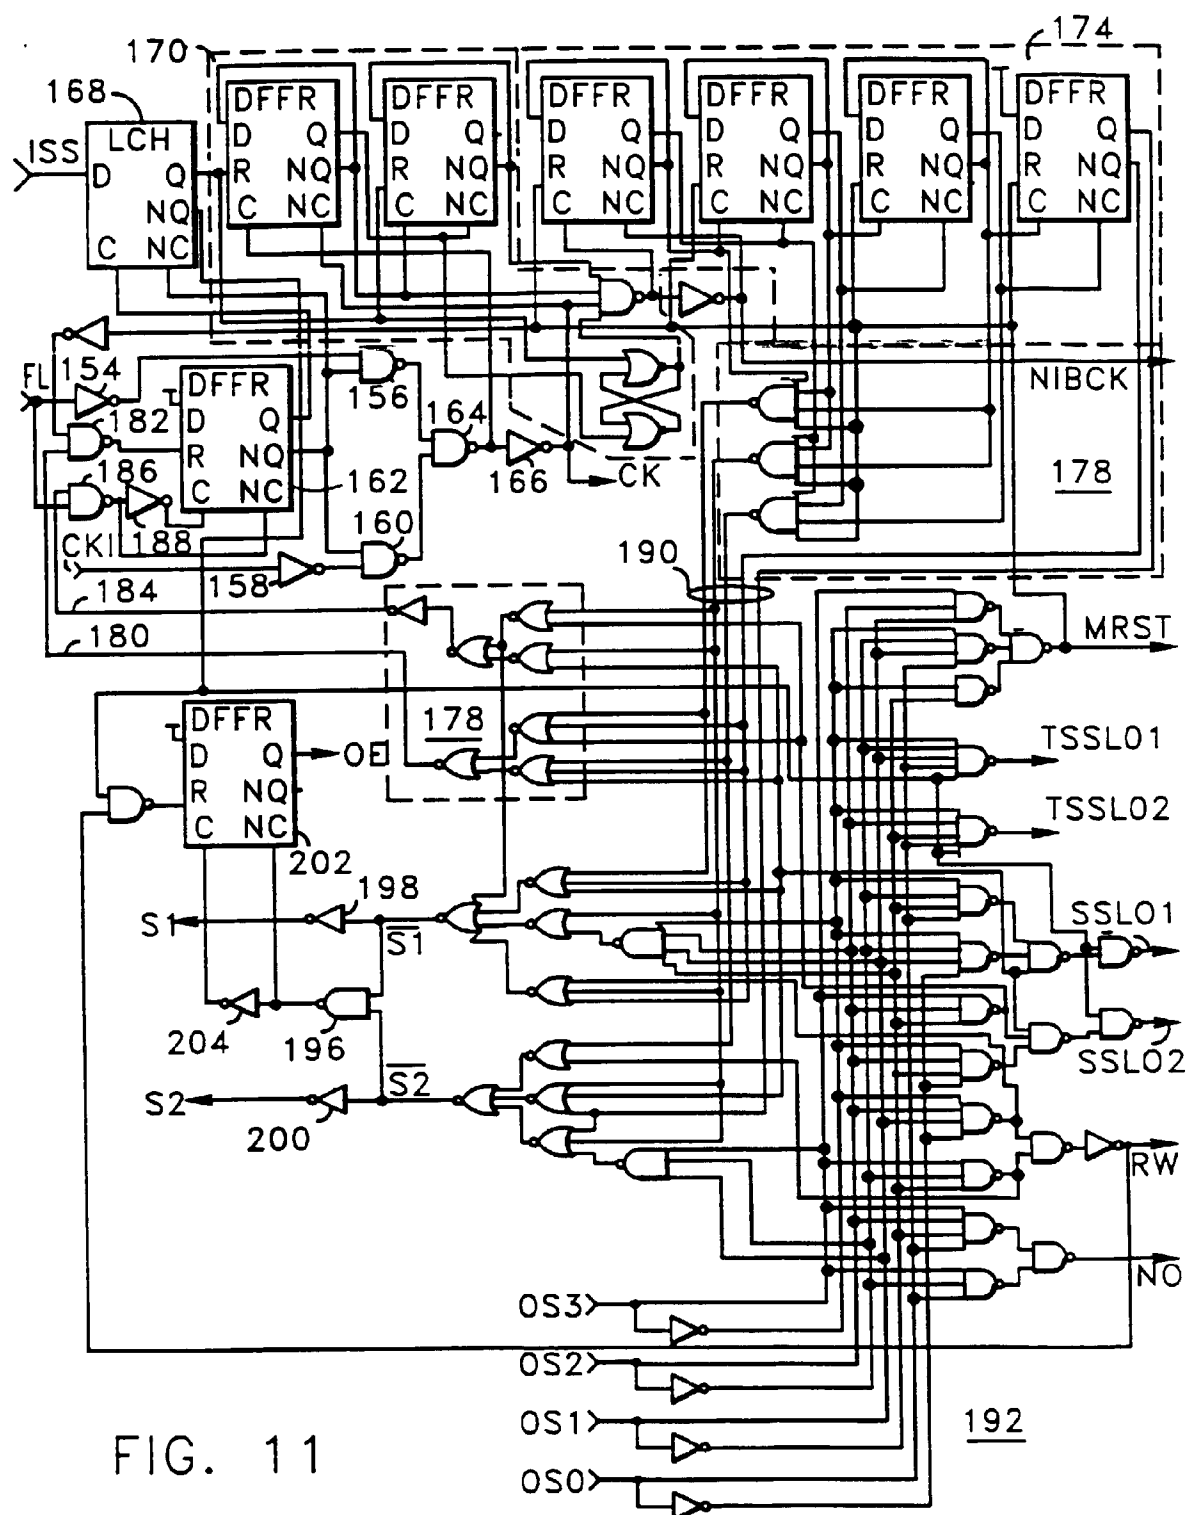 170
174
168
DFFR
D Q
R NQ
C NC
DFFR
D Q
R NQ
C NC
DFFR
D Q
R NQ
C NC
DFFR
D Q
R NQ
C NC
DFFR
D Q
R NQ
C NC
DFFR
D Q
R NQ
C NC
ISS
LCH
D Q
NQ
C NC
FL
154
156
164
NIBCK
182
DFFR
D Q
R NQ
C NC
186
162
166
CK
178
CKI
188
160
158
190
184
180
MRST
178
DFFR
D Q
R NQ
C NC
OE
202
TSSL01
TSSL02
198
S1
S1
SSL01
204
196
SSL02
S2
S2
200
RW
NO
OS3
OS2
OS1
192
OS0
FIG. 11